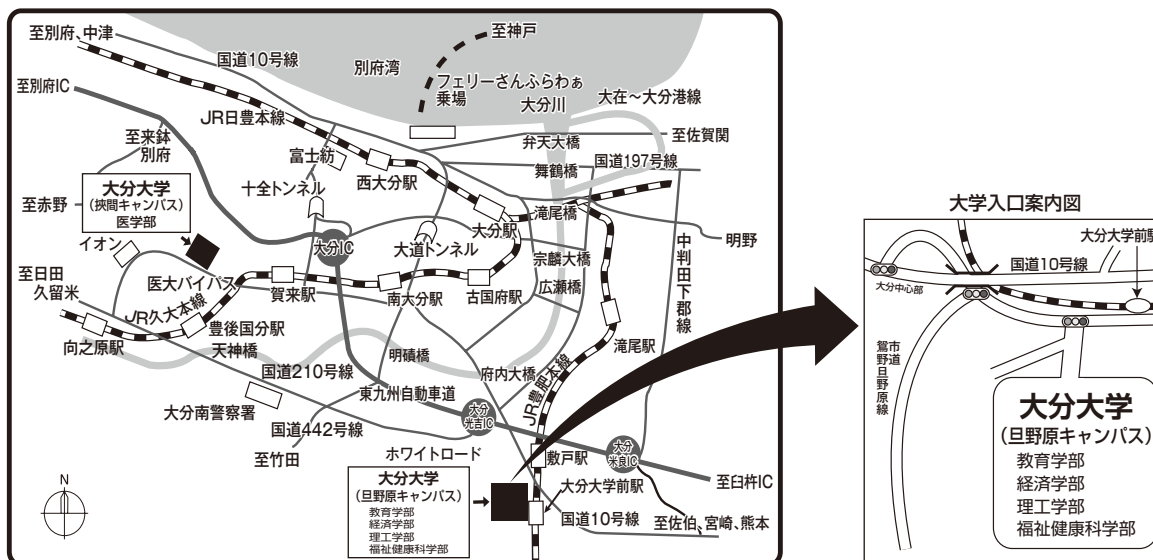 至別府、中津
国道10号線
別府湾
至神戸
フェリーさんふらわぁ
乗場
大分川
大在～大分港線
至別府IC
JR日豊本線
至来鉢
別府
富士紡
弁天大橋
至佐賀関
舞鶴橋
国道197号線
大分大学
(挾間キャンパス)
医学部
十全トンネル
西大分駅
至赤野
イオン
大分IC
大道トンネル
大分駅
滝尾橋
明野
宗麟大橋
中判田下郡線
至日田
久留米
医大バイパス
賀来駅
南大分駅
古国府駅
広瀬橋
JR久大本線
豊後国分駅
向之原駅
天神橋
国道210号線
明磧橋
府内大橋
滝尾駅
JR豊肥本線
大分南警察署
東九州自動車道
大分
光吉IC
国道442号線
至竹田
ホワイトロード
敷戸駅
大分
米良IC
至臼杵IC
大分大学
(旦野原キャンパス)
教育学部
経済学部
理工学部
福祉健康科学部
大分大学前駅
国道10号線
至佐伯、宮崎、熊本
N
大学入口案内図
大分大学前駅
国道10号線
大分中心部
市道
鴛野旦野原線
大分大学
(旦野原キャンパス)
教育学部
経済学部
理工学部
福祉健康科学部